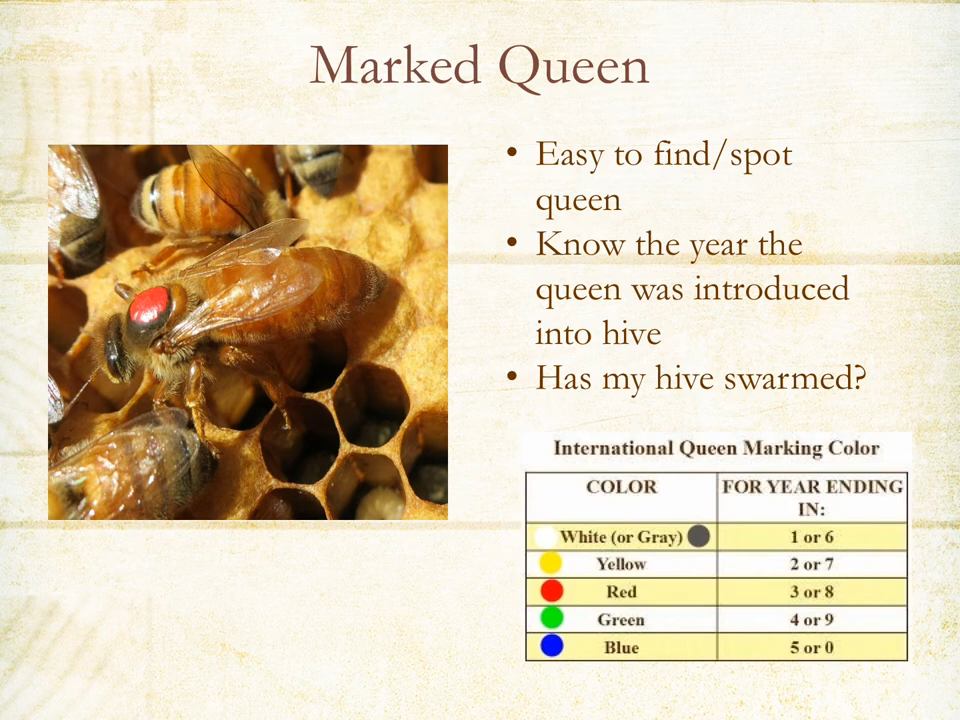 Marked Queen
• Easy to find/spot
queen
• Know the year the
queen was introduced
into hive
• Has my hive swarmed?
International Queen Marking Color
COLOR FOR YEAR ENDING
IN:
White (or Gray) 1 or 6
Yellow 2 or 7
Red 3 or 8
Green 4 or 9
Blue 5 or 0